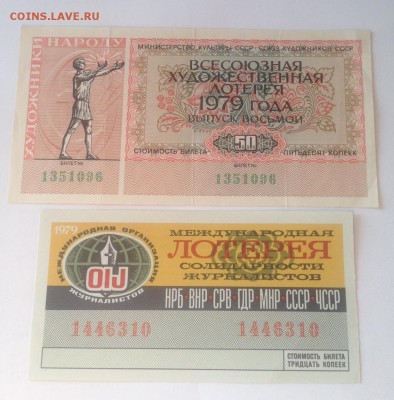 COINS.LAVE.RU
ХУДОЖНИКИ НАРОДУ
МИНИСТЕРСТВО КУЛЬТУРЫ СССР · СОЮЗ ХУДОЖНИКОВ СССР
ВСЕСОЮЗНАЯ
ХУДОЖЕСТВЕННАЯ
ЛОТЕРЕЯ
1979 ГОДА
ВЫПУСК ВОСЬМОЙ
50
СТОИМОСТЬ БИЛЕТА
ПЯТЬДЕСЯТ КОПЕЕК
БИЛЕТ №
1351096
БИЛЕТ №
1351096
1979
МЕЖДУНАРОДНАЯ ОРГАНИЗАЦИЯ
OIJ
ЖУРНАЛИСТОВ
МЕЖДУНАРОДНАЯ
ЛОТЕРЕЯ
СОЛИДАРНОСТИ
ЖУРНАЛИСТОВ
НРБ·ВНР·СРВ·ГДР·МНР·СССР·ЧССР
1446310 1446310
СТОИМОСТЬ БИЛЕТА
ТРИДЦАТЬ КОПЕЕК